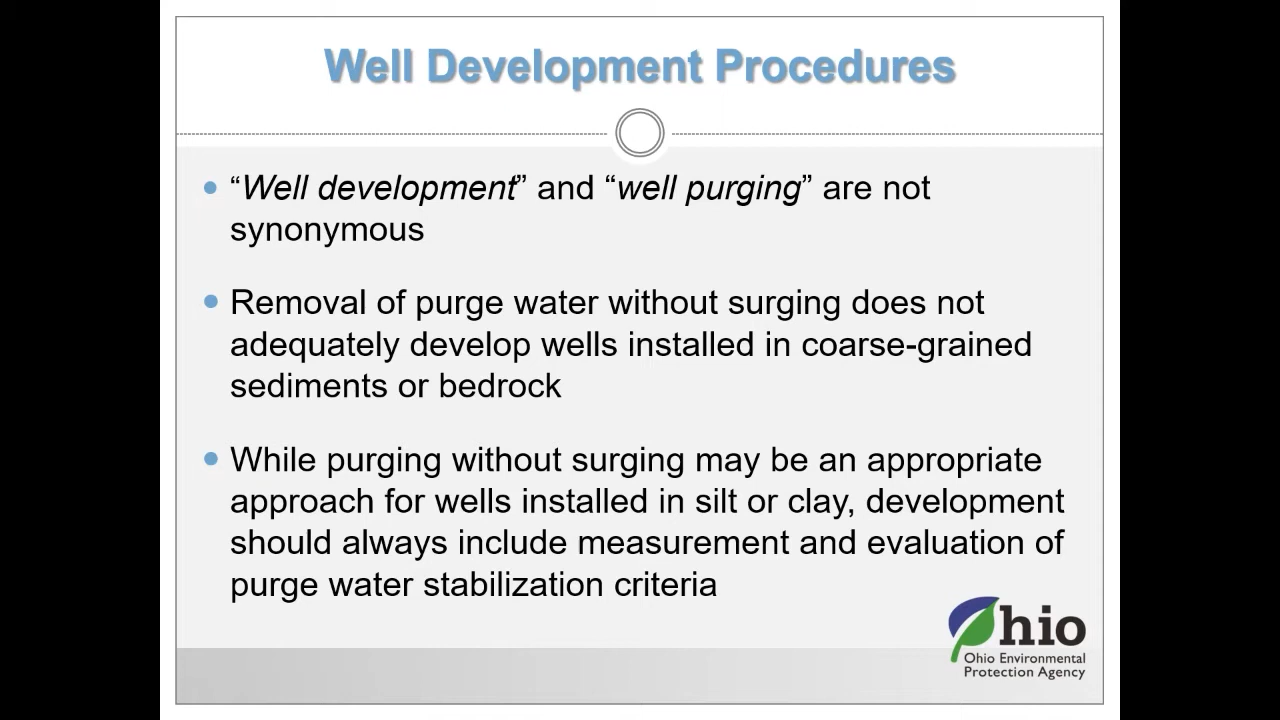 Well Development Procedures
“Well development” and “well purging” are not
synonymous
Removal of purge water without surging does not
adequately develop wells installed in coarse-grained
sediments or bedrock
While purging without surging may be an appropriate
approach for wells installed in silt or clay, development
should always include measurement and evaluation of
purge water stabilization criteria
Ohio
Ohio Environmental
Protection Agency